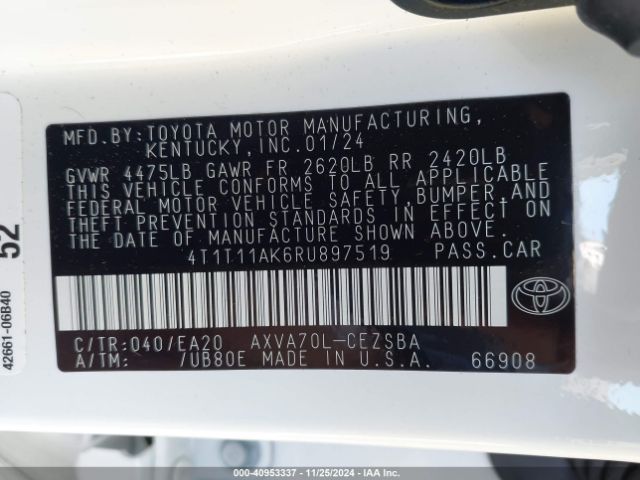 MFD.BY:TOYOTA MOTOR MANUFACTURING,
KENTUCKY, INC. 01/24
GVWR 4475LB GAWR FR 2620LB RR 2420LB
THIS VEHICLE CONFORMS TO ALL APPLICABLE
FEDERAL MOTOR VEHICLE SAFETY,BUMPER,AND
THEFT PREVENTION STANDARDS IN EFFECT ON
THE DATE OF MANUFACTURE SHOWN ABOVE.
4T1T11AK6RU897519 PASS.CAR
C/TR:040/EA20 AXVA70L-CEZSBA
A/TM: /UB80E MADE IN U.S.A. 66908
52
42661-06B40
Copy - 40953337 - 11/25/2024 - IAA Inc.